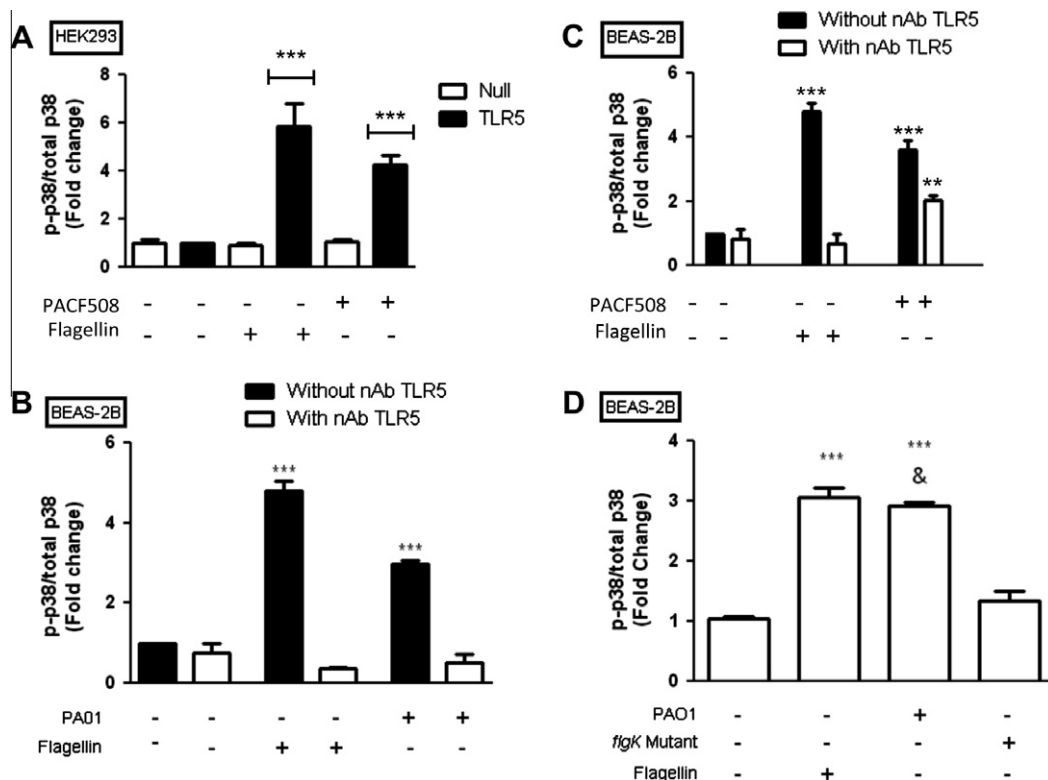 A HEK293
8
6
4
2
0
p-p38/total p38
(Fold change)
***
***
Null
TLR5
PACF508 - - - - + +
Flagellin - - + + - -
B BEAS-2B
Without nAb TLR5
With nAb TLR5
6
4
2
0
p-p38/total p38
(Fold change)
***
***
PA01 - - - - + +
Flagellin - - + + - -
C BEAS-2B
Without nAb TLR5
With nAb TLR5
6
4
2
0
p-p38/total p38
(Fold change)
***
***
**
PACF508 - - - - + +
Flagellin - - + + - -
D BEAS-2B
4
3
2
1
0
p-p38/total p38
(Fold Change)
***
***
&
PAO1 - - + -
flgK Mutant - - - +
Flagellin - + - -